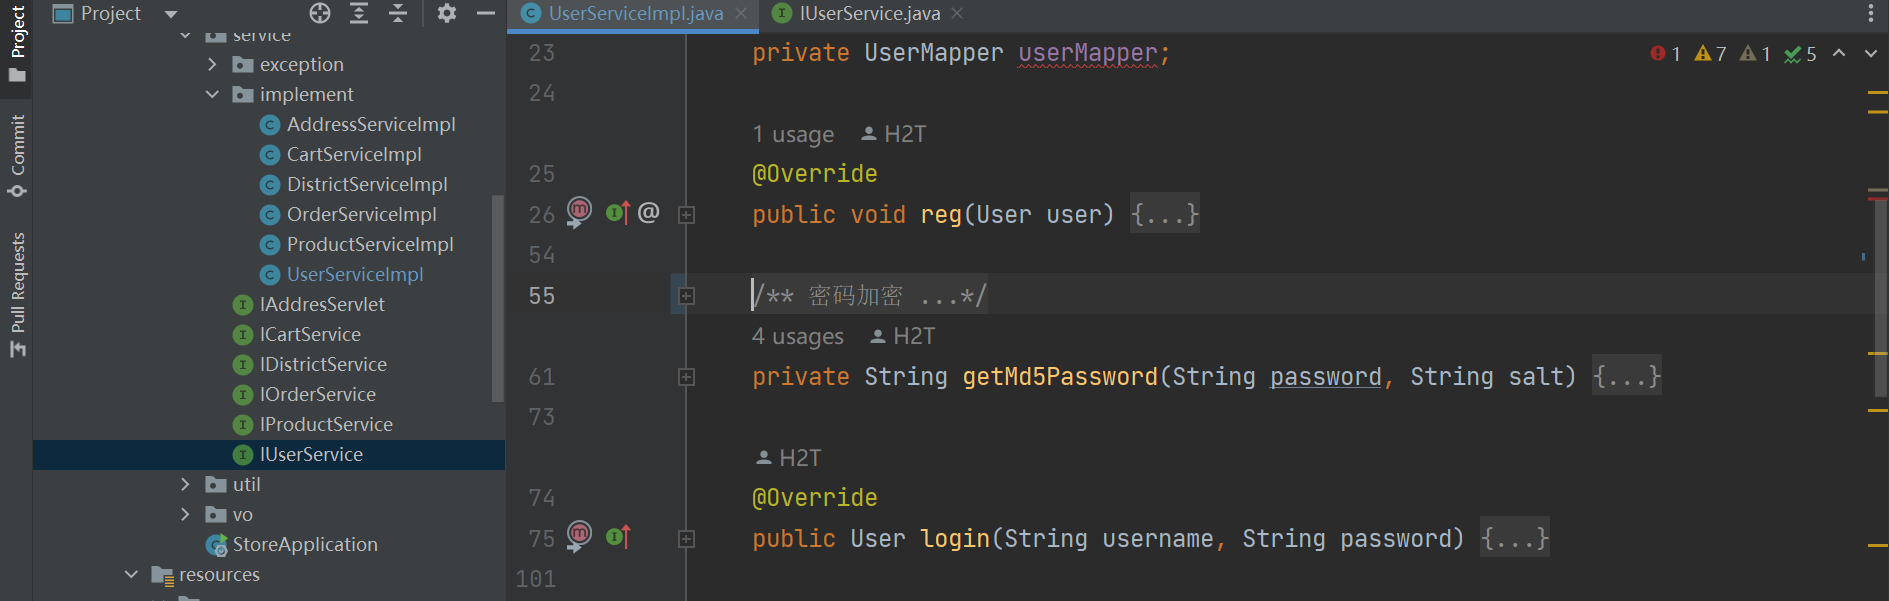 Project
Commit
Pull Requests
Project
service
exception
implement
AddressServiceImpl
CartServiceImpl
DistrictServiceImpl
OrderServiceImpl
ProductServiceImpl
UserServiceImpl
IAddresServlet
ICartService
IDistrictService
IOrderService
IProductService
IUserService
util
vo
StoreApplication
resources
UserServiceImpl.java
IUserService.java
1 7 1 5
23 private UserMapper userMapper;
24
1 usage H2T
25 @Override
26 @ public void reg(User user) {...}
54
55 /** 密码加密 ...*/
4 usages H2T
61 private String getMd5Password(String password, String salt) {...}
73
H2T
74 @Override
75 public User login(String username, String password) {...}
101